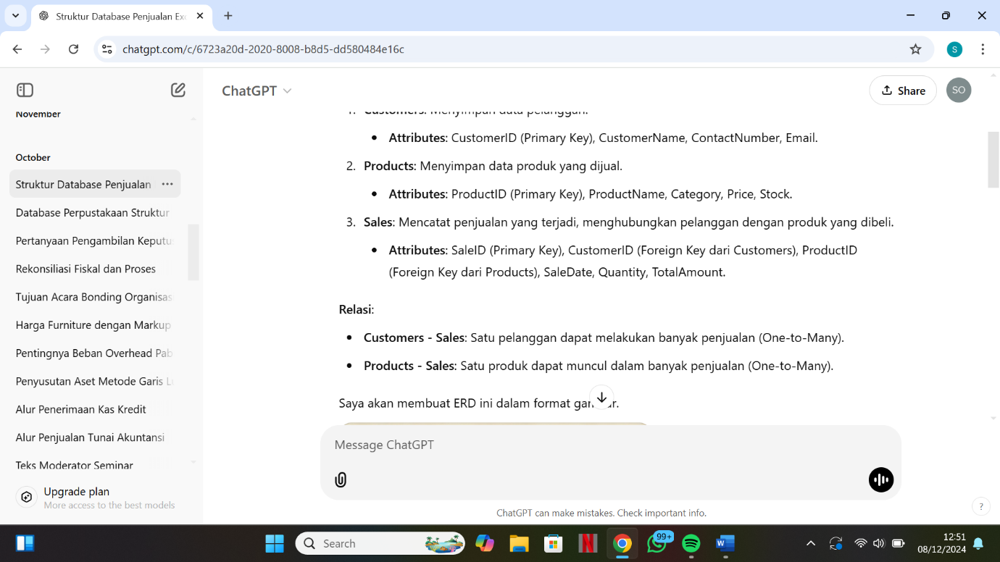 Struktur Database Penjualan Exc
chatgpt.com/c/6723a20d-2020-8008-b8d5-dd580484e16c
S
ChatGPT
Share
SO
November
October
Struktur Database Penjualan
Database Perpustakaan Struktur
Pertanyaan Pengambilan Keputus
Rekonsiliasi Fiskal dan Proses
Tujuan Acara Bonding Organisas
Harga Furniture dengan Markup
Pentingnya Beban Overhead Pab
Penyusutan Aset Metode Garis Lu
Alur Penerimaan Kas Kredit
Alur Penjualan Tunai Akuntansi
Teks Moderator Seminar
Upgrade plan
More access to the best models
1. Customers: Menyimpan data pelanggan.
• Attributes: CustomerID (Primary Key), CustomerName, ContactNumber, Email.
2. Products: Menyimpan data produk yang dijual.
• Attributes: ProductID (Primary Key), ProductName, Category, Price, Stock.
3. Sales: Mencatat penjualan yang terjadi, menghubungkan pelanggan dengan produk yang dibeli.
• Attributes: SaleID (Primary Key), CustomerID (Foreign Key dari Customers), ProductID
(Foreign Key dari Products), SaleDate, Quantity, TotalAmount.
Relasi:
• Customers - Sales: Satu pelanggan dapat melakukan banyak penjualan (One-to-Many).
• Products - Sales: Satu produk dapat muncul dalam banyak penjualan (One-to-Many).
Saya akan membuat ERD ini dalam format gambar.
Message ChatGPT
ChatGPT can make mistakes. Check important info.
?
Search
N
99+
W
12:51
08/12/2024